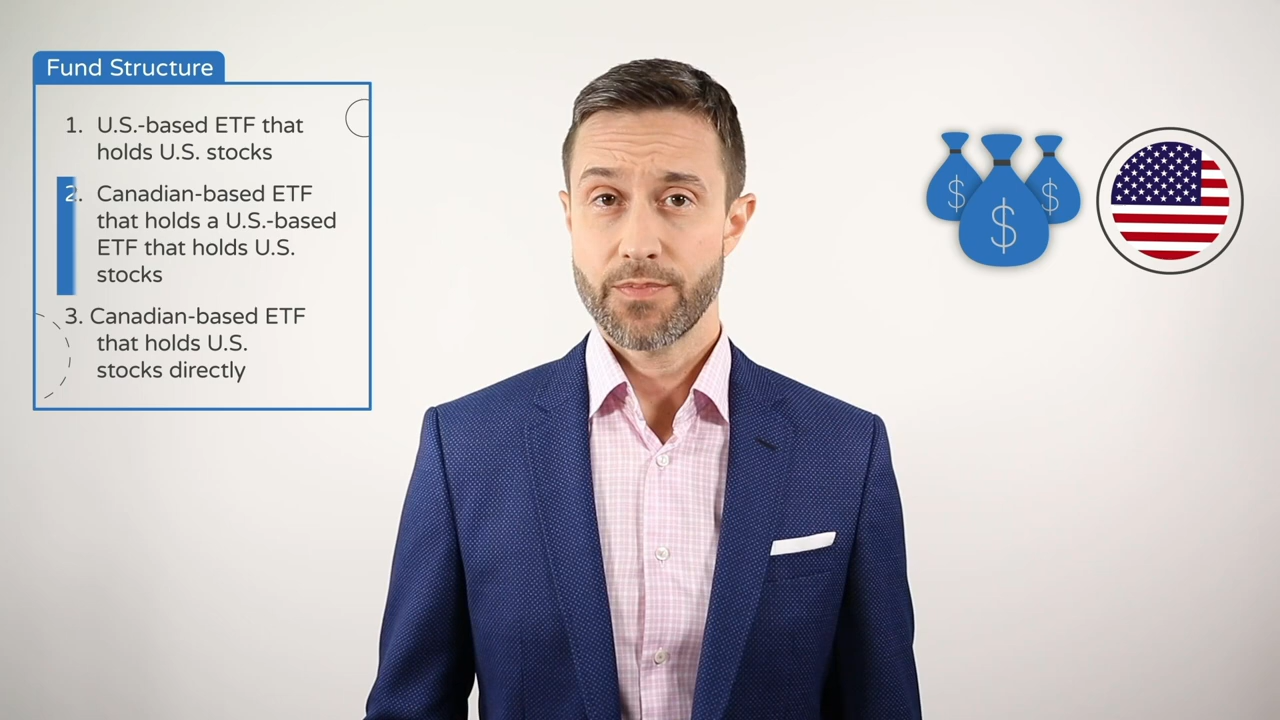 Fund Structure
1. U.S.-based ETF that
holds U.S. stocks
2. Canadian-based ETF
that holds a U.S.-based
ETF that holds U.S.
stocks
3. Canadian-based ETF
that holds U.S.
stocks directly
$ $ $